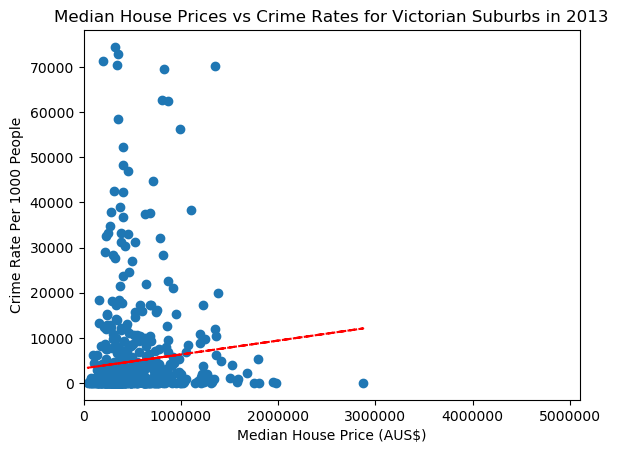 Median House Prices vs Crime Rates for Victorian Suburbs in 2013
70000
60000
50000
40000
30000
20000
10000
0
Crime Rate Per 1000 People
0 1000000 2000000 3000000 4000000 5000000
Median House Price (AUS$)